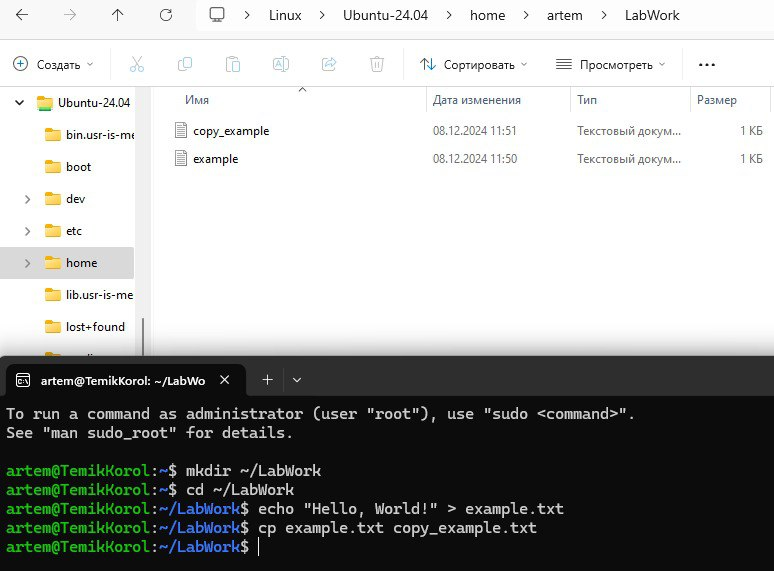 Linux > Ubuntu-24.04 > home > artem > LabWork
Создать Сортировать Просмотреть ...
Имя Дата изменения Тип Размер
Ubuntu-24.04
copy_example 08.12.2024 11:51 Текстовый докум... 1 КБ
bin.usr-is-me
example 08.12.2024 11:50 Текстовый докум... 1 КБ
boot
dev
etc
home
lib.usr-is-me
lost+found
artem@TemikKorol: ~/LabWo
To run a command as administrator (user "root"), use "sudo <command>".
See "man sudo_root" for details.
artem@TemikKorol:~$ mkdir ~/LabWork
artem@TemikKorol:~$ cd ~/LabWork
artem@TemikKorol:~/LabWork$ echo "Hello, World!" > example.txt
artem@TemikKorol:~/LabWork$ cp example.txt copy_example.txt
artem@TemikKorol:~/LabWork$